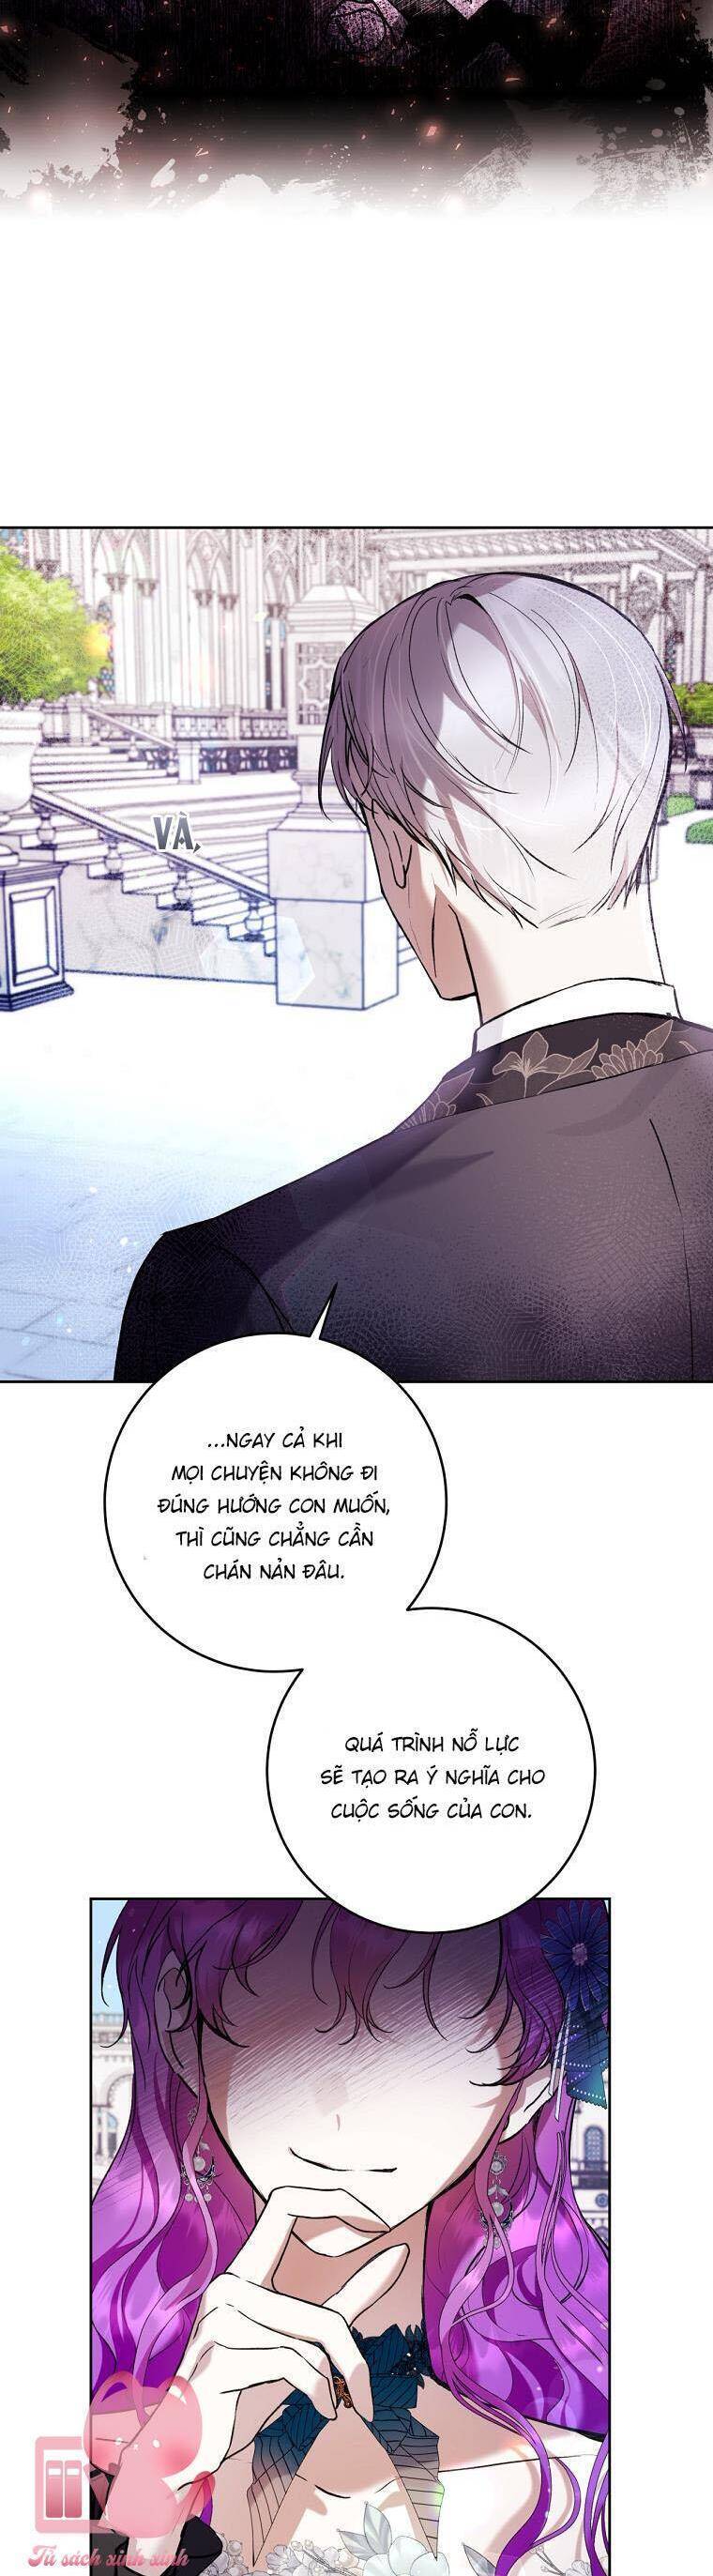 VÀ,
...NGAY CẢ KHI
MỌI CHUYỆN KHÔNG ĐI
ĐÚNG HƯỚNG CON MUỐN,
THÌ CŨNG CHẲNG CẦN
CHÁN NẢN ĐÂU.
QUÁ TRÌNH NỖ LỰC
SẼ TẠO RA Ý NGHĨA CHO
CUỘC SỐNG CỦA CON.
Tủ sách xinh xinh